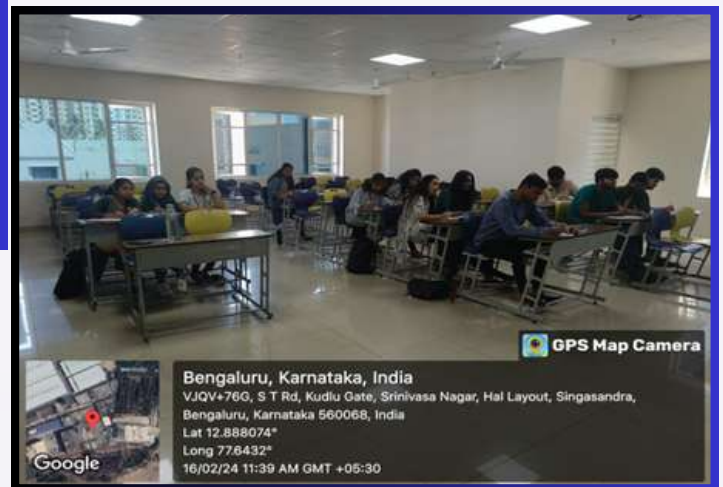 GPS Map Camera
Bengaluru, Karnataka, India
VJQV+76G, S T Rd, Kudlu Gate, Srinivasa Nagar, Hal Layout, Singasandra,
Bengaluru, Karnataka 560068, India
Lat 12.888074°
Long 77.6432°
16/02/24 11:39 AM GMT +05:30
Google